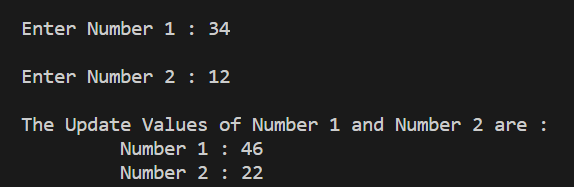 Enter Number 1 : 34
Enter Number 2 : 12
The Update Values of Number 1 and Number 2 are :
Number 1 : 46
Number 2 : 22